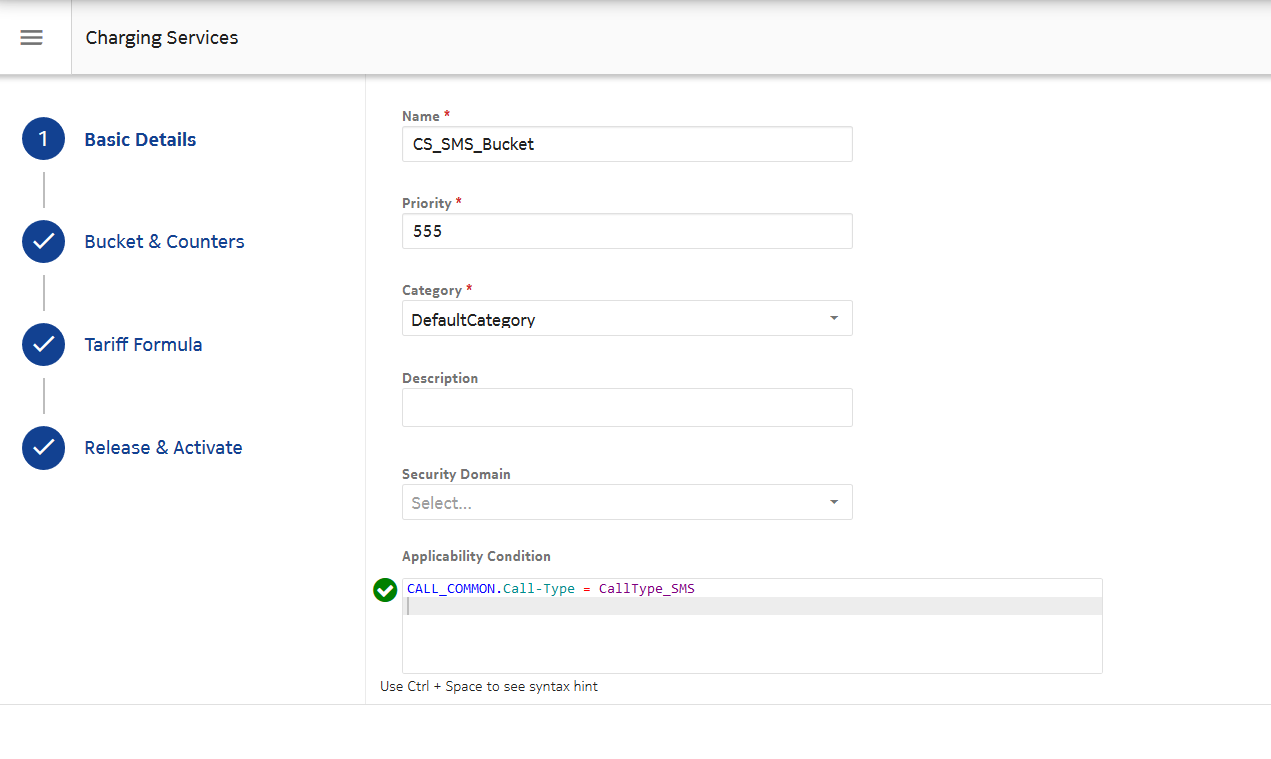 Charging Services
1 Basic Details
Bucket & Counters
Tariff Formula
Release & Activate
Name *
CS_SMS_Bucket
Priority *
555
Category *
DefaultCategory
Description
Security Domain
Select...
Applicability Condition
CALL_COMMON.Call-Type = CallType_SMS
Use Ctrl + Space to see syntax hint